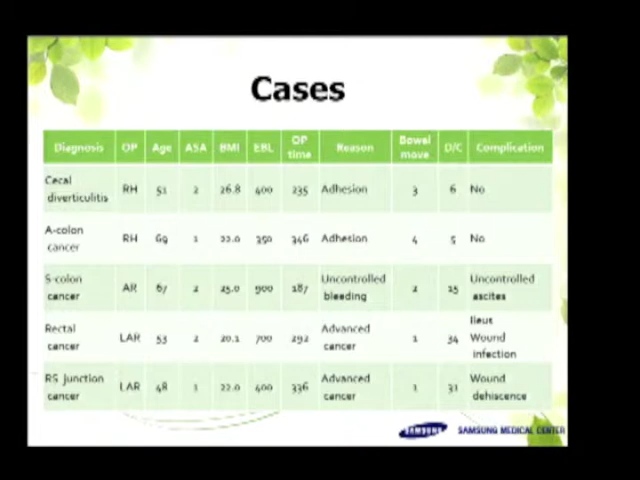 Cases
Diagnosis OP Age ASA BMI EBL OP time Reason Bowel move D/C Complication
Cecal diverticulitis RH 51 2 26.8 400 235 Adhesion 3 6 No
A-colon cancer RH 69 1 22.0 350 346 Adhesion 4 5 No
S-colon cancer AR 67 2 25.0 900 187 Uncontrolled bleeding 2 15 Uncontrolled ascites
Rectal cancer LAR 53 2 20.1 700 292 Advanced cancer 1 34 Ileus Wound infection
RS junction cancer LAR 48 1 22.0 400 336 Advanced cancer 1 31 Wound dehiscence
SAMSUNG SAMSUNG MEDICAL CENTER